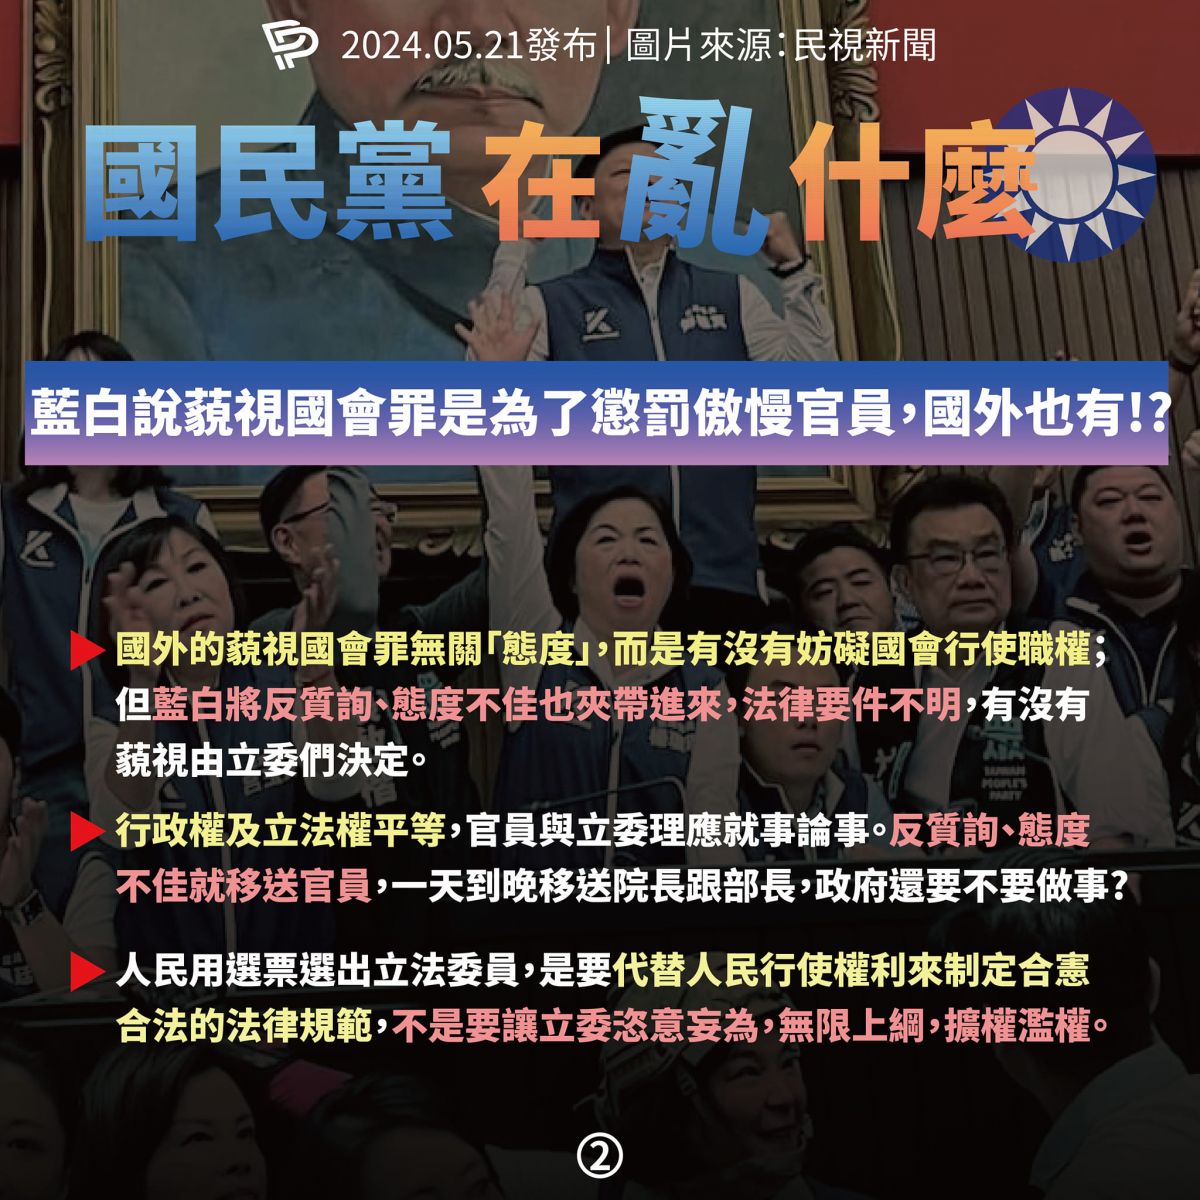 2024.05.21發布| 圖片來源:民視新聞
國民黨在亂什麼
藍白說藐視國會罪是為了懲罰傲慢官員,國外也有!?
國外的藐視國會罪無關「態度」,而是有沒有妨礙國會行使職權;
但藍白將反質詢、態度不佳也夾帶進來,法律要件不明,有沒有
藐視由立委們決定。
行政權及立法權平等,官員與立委理應就事論事。反質詢、態度
不佳就移送官員,一天到晚移送院長跟部長,政府還要不要做事?
人民用選票選出立法委員,是要代替人民行使權利來制定合憲
合法的法律規範,不是要讓立委恣意妄為,無限上綱,擴權濫權。
TAIWAN
PEOPLE'S
PARTY
②